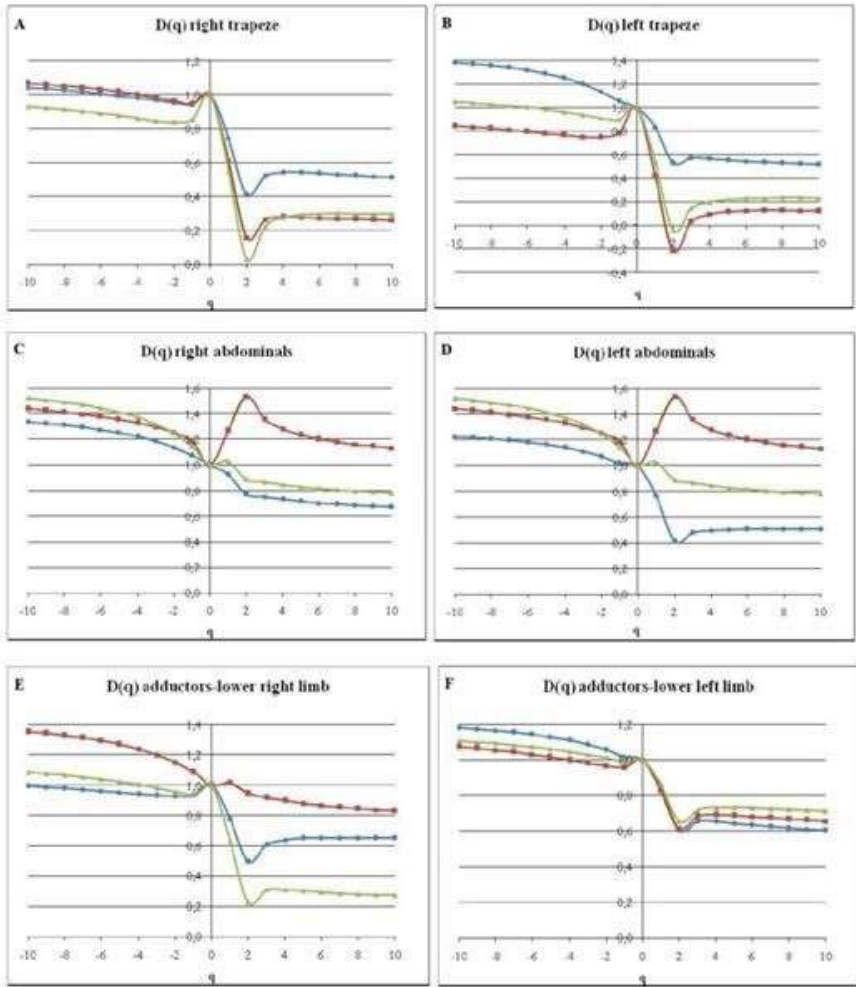 A
D(q) right trapeze
1,2
1,0
0,8
0,6
0,4
0,2
0,0
-10 -8 -6 -4 -2 0 2 4 6 8 10
q
B
D(q) left trapeze
1,4
1,2
1,0
0,8
0,6
0,4
0,2
0,0
-0,2
-0,4
-10 -8 -6 -4 -2 0 2 4 6 8 10
q
C
D(q) right abdominals
1,6
1,4
1,2
1,0
0,8
0,6
0,4
0,2
0,0
-10 -8 -6 -4 -2 0 2 4 6 8 10
q
D
D(q) left abdominals
1,6
1,4
1,2
1,0
0,8
0,6
0,4
0,2
0,0
-10 -8 -6 -4 -2 0 2 4 6 8 10
q
E
D(q) adductors-lower right limb
1,4
1,2
1,0
0,8
0,6
0,4
0,2
0,0
-10 -8 -6 -4 -2 0 2 4 6 8 10
q
F
D(q) adductors-lower left limb
1,2
1,0
0,8
0,6
0,4
0,2
0,0
-10 -8 -6 -4 -2 0 2 4 6 8 10
q